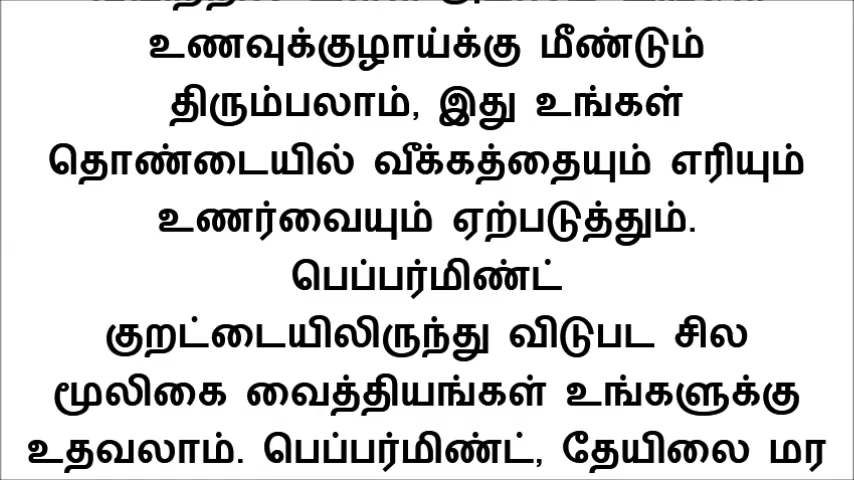 உணவுக்குழாய்க்கு மீண்டும்
திரும்பலாம், இது உங்கள்
தொண்டையில் வீக்கத்தையும் எரியும்
உணர்வையும் ஏற்படுத்தும்.
பெப்பர்மிண்ட்
குறட்டையிலிருந்து விடுபட சில
மூலிகை வைத்தியங்கள் உங்களுக்கு
உதவலாம். பெப்பர்மிண்ட், தேயிலை மர